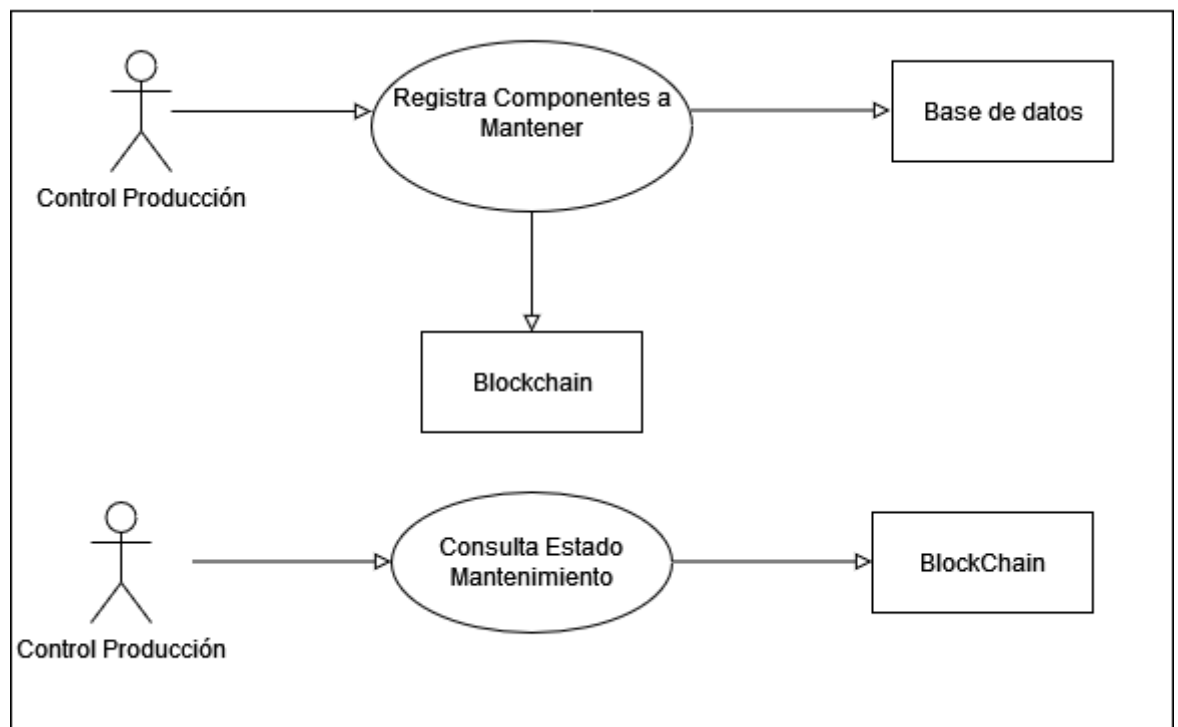 Registra Componentes a
Mantener
Base de datos
Control Producción
Blockchain
Consulta Estado
Mantenimiento
BlockChain
Control Producción